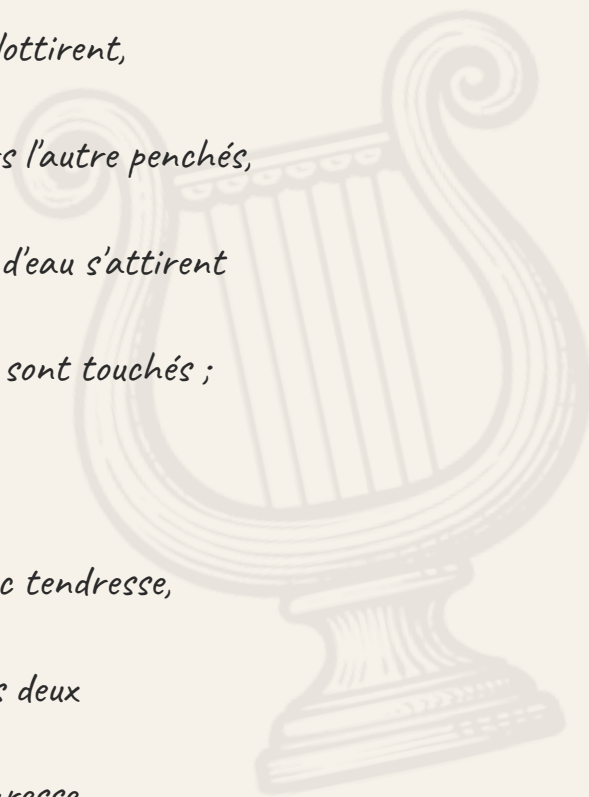 lottirent,
s l'autre penchés,
d'eau s'attirent
sont touchés ;
c tendresse,
s deux